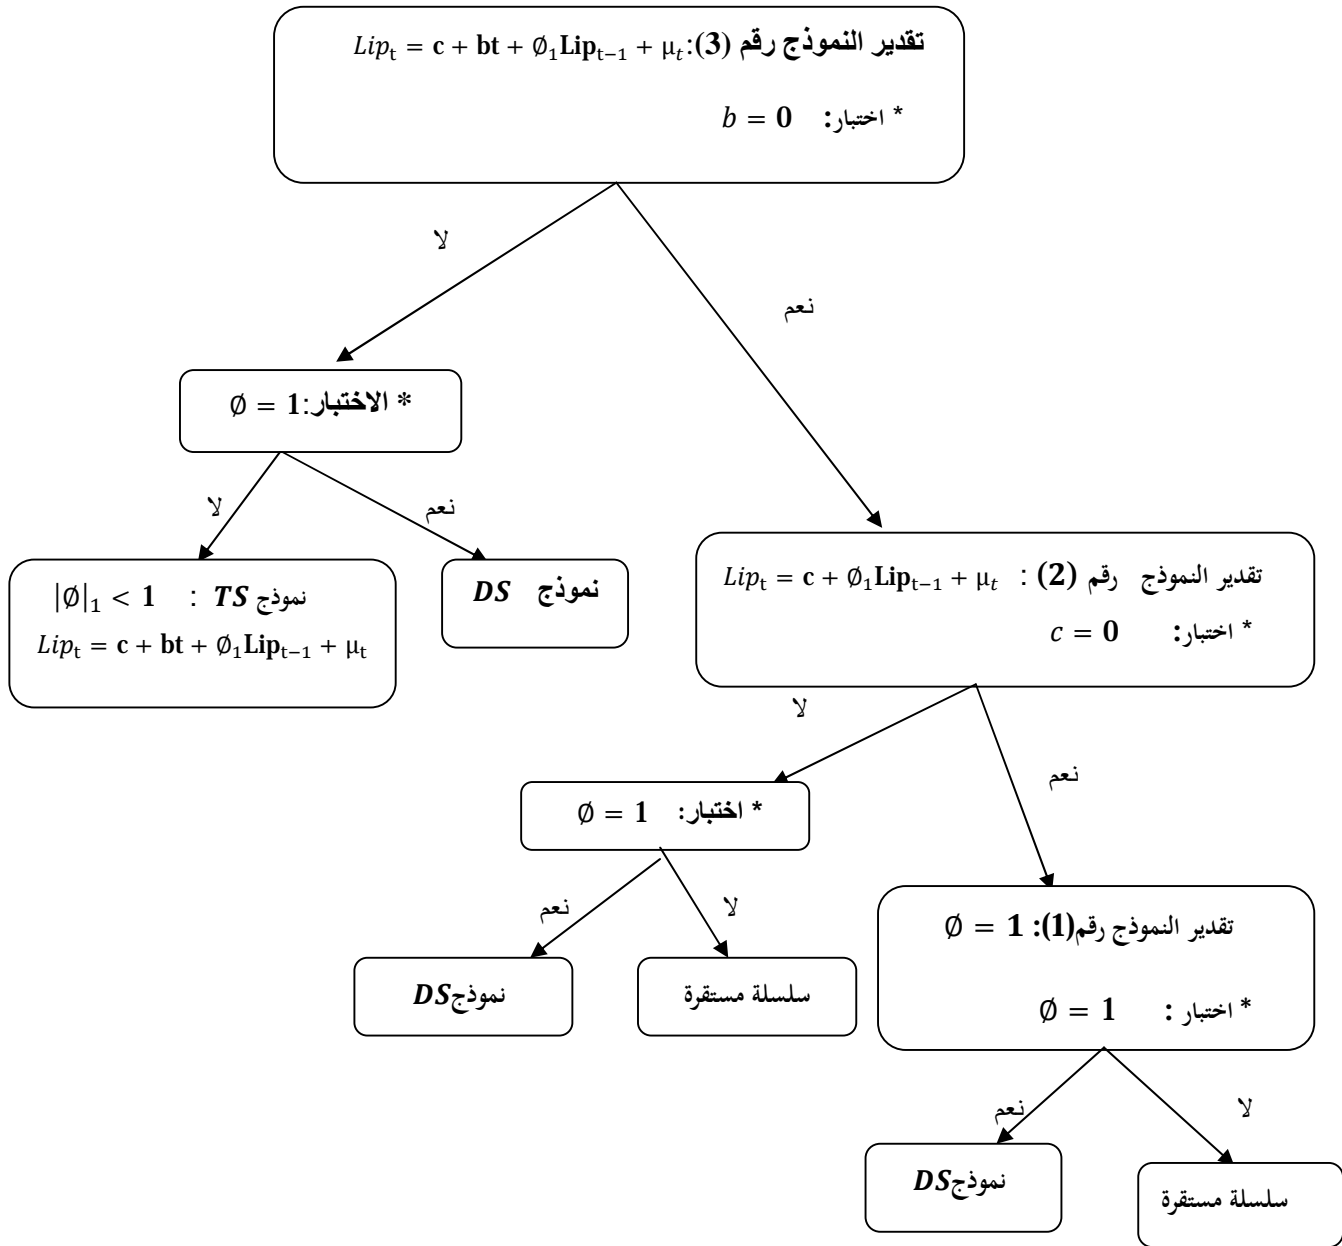 تقدير النموذج رقم (3): Lipₜ = c + bt + ∅₁Lipₜ₋₁ + μₜ
* اختبار: b = 0
لا
نعم
* الاختبار: ∅ = 1
لا
نعم
نموذج TS : |∅|₁ < 1
Lipₜ = c + bt + ∅₁Lipₜ₋₁ + μₜ
نموذج DS
تقدير النموذج رقم (2) : Lipₜ = c + ∅₁Lipₜ₋₁ + μₜ
* اختبار: c = 0
لا
نعم
* اختبار: ∅ = 1
نعم
لا
نموذج DS
سلسلة مستقرة
تقدير النموذج رقم(1): ∅ = 1
* اختبار : ∅ = 1
نعم
لا
نموذج DS
سلسلة مستقرة